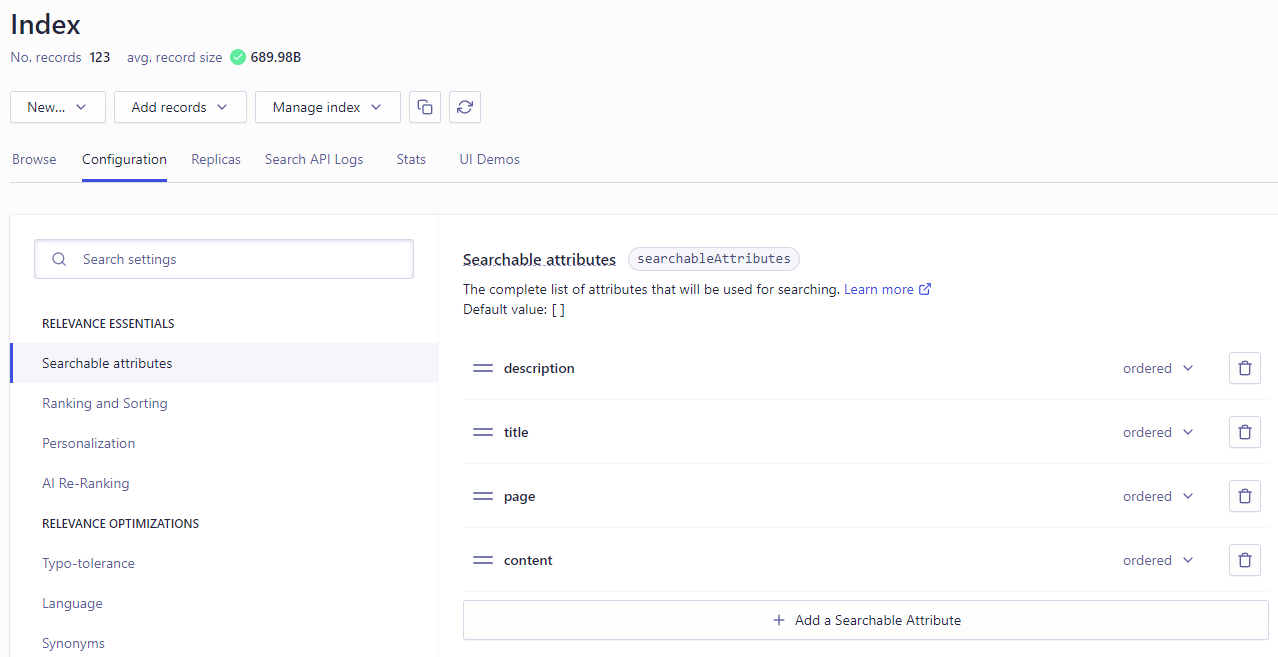 Index
No. records 123 avg. record size 689.98B
New... Add records Manage index
Browse Configuration Replicas Search API Logs Stats UI Demos
Search settings
RELEVANCE ESSENTIALS
Searchable attributes
Ranking and Sorting
Personalization
AI Re-Ranking
RELEVANCE OPTIMIZATIONS
Typo-tolerance
Language
Synonyms
Searchable attributes searchableAttributes
The complete list of attributes that will be used for searching. Learn more
Default value: [ ]
description ordered
title ordered
page ordered
content ordered
+ Add a Searchable Attribute